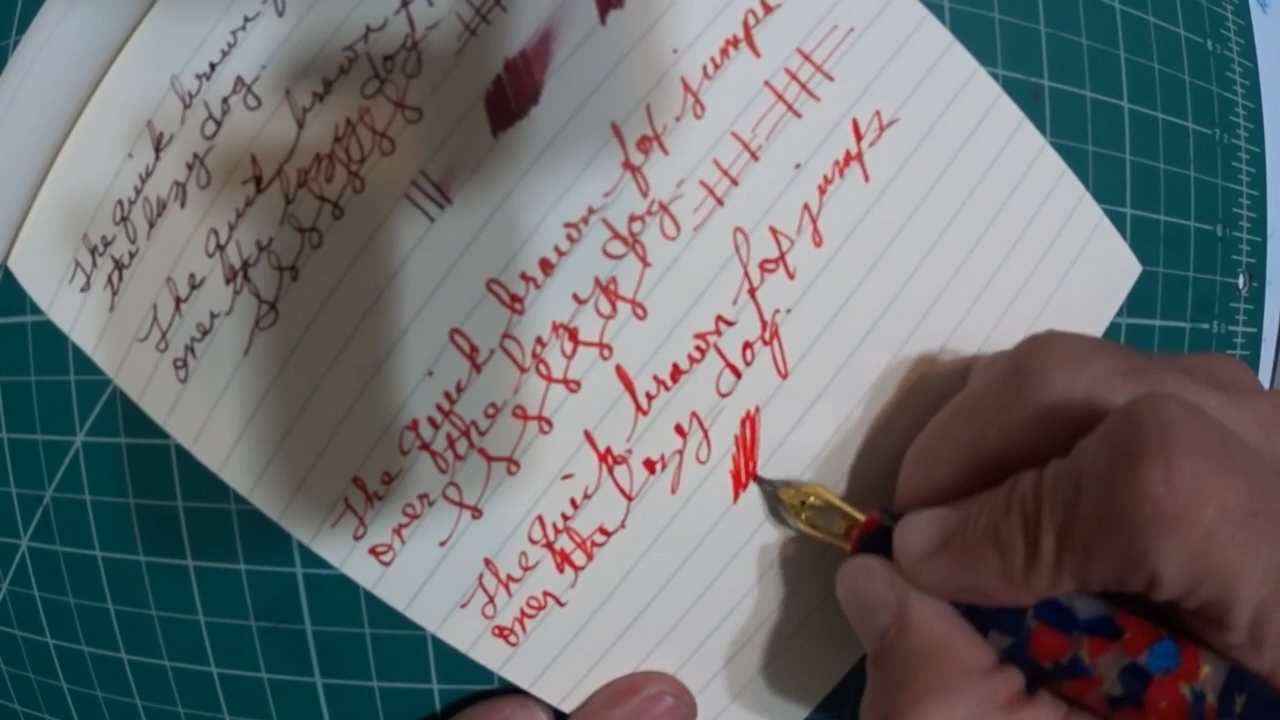 The quick brown
the lazy dog.
The quick brown
over the lazy dog.
The quick brown fox jumps
over the lazy dog.
The quick brown fox jumps
over the lazy dog.